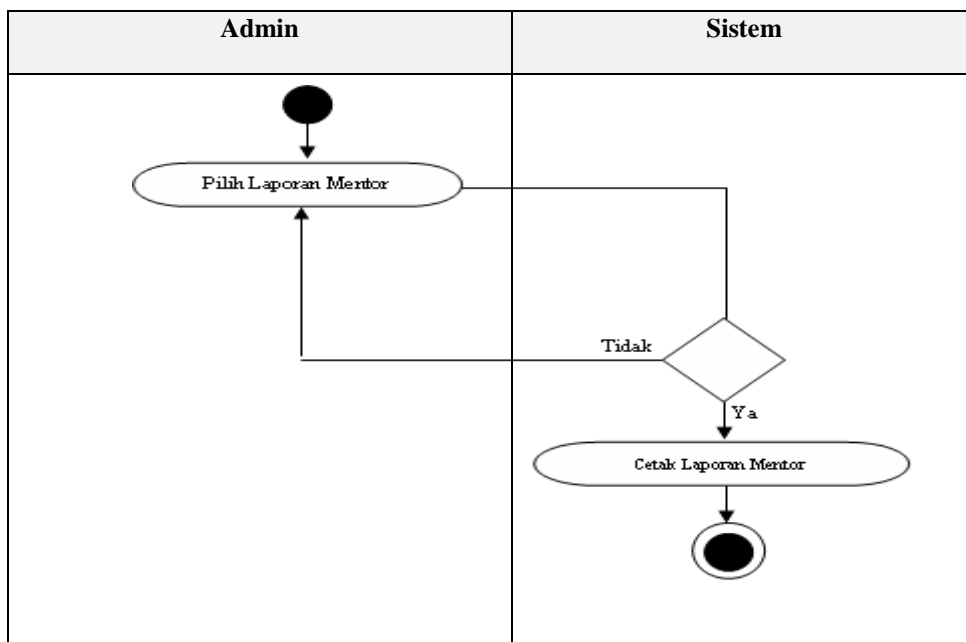 Admin
Sistem
Pilih Laporan Mentor
Tidak
Ya
Cetak Laporan Mentor